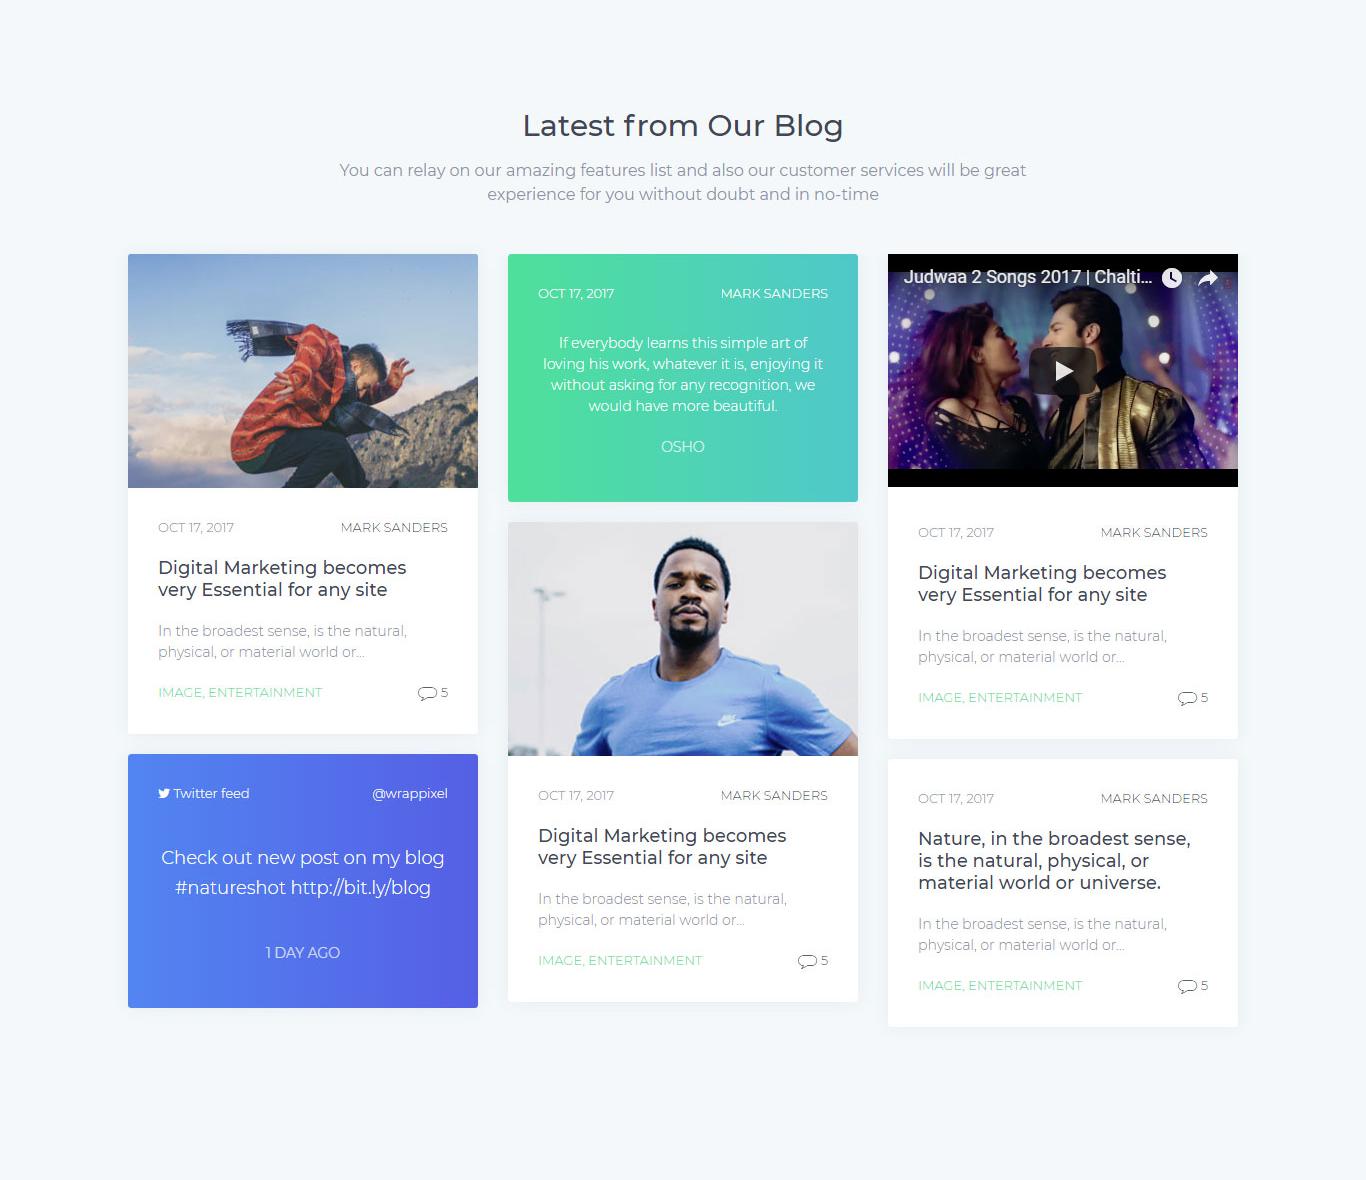 Latest from Our Blog
You can relay on our amazing features list and also our customer services will be great
experience for you without doubt and in no-time
OCT 17, 2017 MARK SANDERS
Digital Marketing becomes
very Essential for any site
In the broadest sense, is the natural,
physical, or material world or...
IMAGE, ENTERTAINMENT 5
Twitter feed @wrappixel
Check out new post on my blog
#natureshot http://bit.ly/blog
1 DAY AGO
OCT 17, 2017 MARK SANDERS
If everybody learns this simple art of
loving his work, whatever it is, enjoying it
without asking for any recognition, we
would have more beautiful.
OSHO
OCT 17, 2017 MARK SANDERS
Digital Marketing becomes
very Essential for any site
In the broadest sense, is the natural,
physical, or material world or...
IMAGE, ENTERTAINMENT 5
Judwaa 2 Songs 2017 | Chalti...
OCT 17, 2017 MARK SANDERS
Digital Marketing becomes
very Essential for any site
In the broadest sense, is the natural,
physical, or material world or...
IMAGE, ENTERTAINMENT 5
OCT 17, 2017 MARK SANDERS
Nature, in the broadest sense,
is the natural, physical, or
material world or universe.
In the broadest sense, is the natural,
physical, or material world or...
IMAGE, ENTERTAINMENT 5